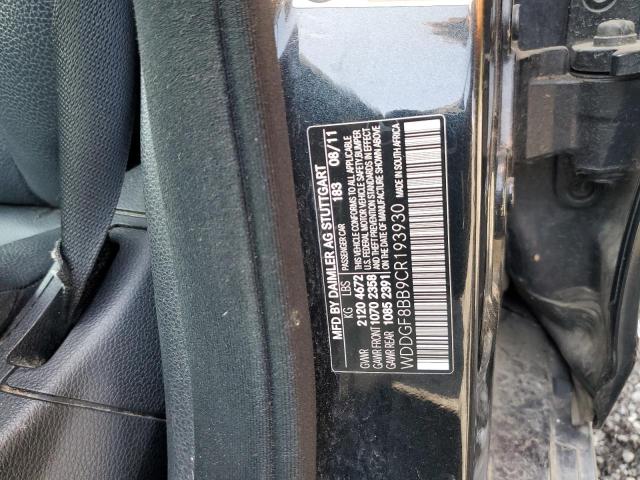 MFD BY DAIMLER AG STUTTGART
PASSENGER CAR 183 08/11
KG LBS
GVWR 2120 4672
GAWR FRONT 1070 2358
GAWR REAR 1085 2391
THIS VEHICLE CONFORMS TO ALL APPLICABLE
U.S. FEDERAL MOTOR VEHICLE SAFETY, BUMPER
AND THEFT PREVENTION STANDARDS IN EFFECT
ON THE DATE OF MANUFACTURE SHOWN ABOVE.
WDDGF8BB9CR193930 MADE IN SOUTH AFRICA